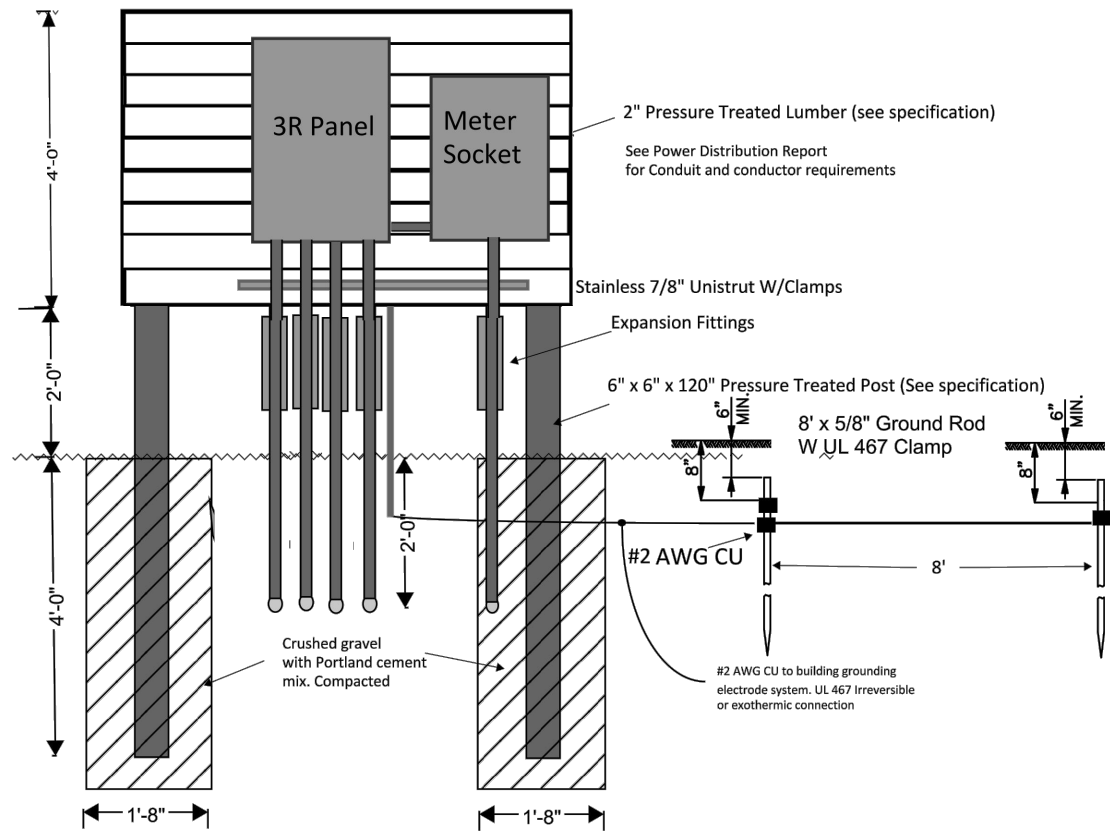 4'-0"
3R Panel
Meter
Socket
2" Pressure Treated Lumber (see specification)
See Power Distribution Report
for Conduit and conductor requirements
Stainless 7/8" Unistrut W/Clamps
Expansion Fittings
2'-0"
6" x 6" x 120" Pressure Treated Post (See specification)
6"
MIN.
8' x 5/8" Ground Rod
W UL 467 Clamp
6"
MIN.
8"
8"
2'-0"
#2 AWG CU
8'
4'-0"
Crushed gravel
with Portland cement
mix. Compacted
#2 AWG CU to building grounding
electrode system. UL 467 Irreversible
or exothermic connection
1'-8"
1'-8"